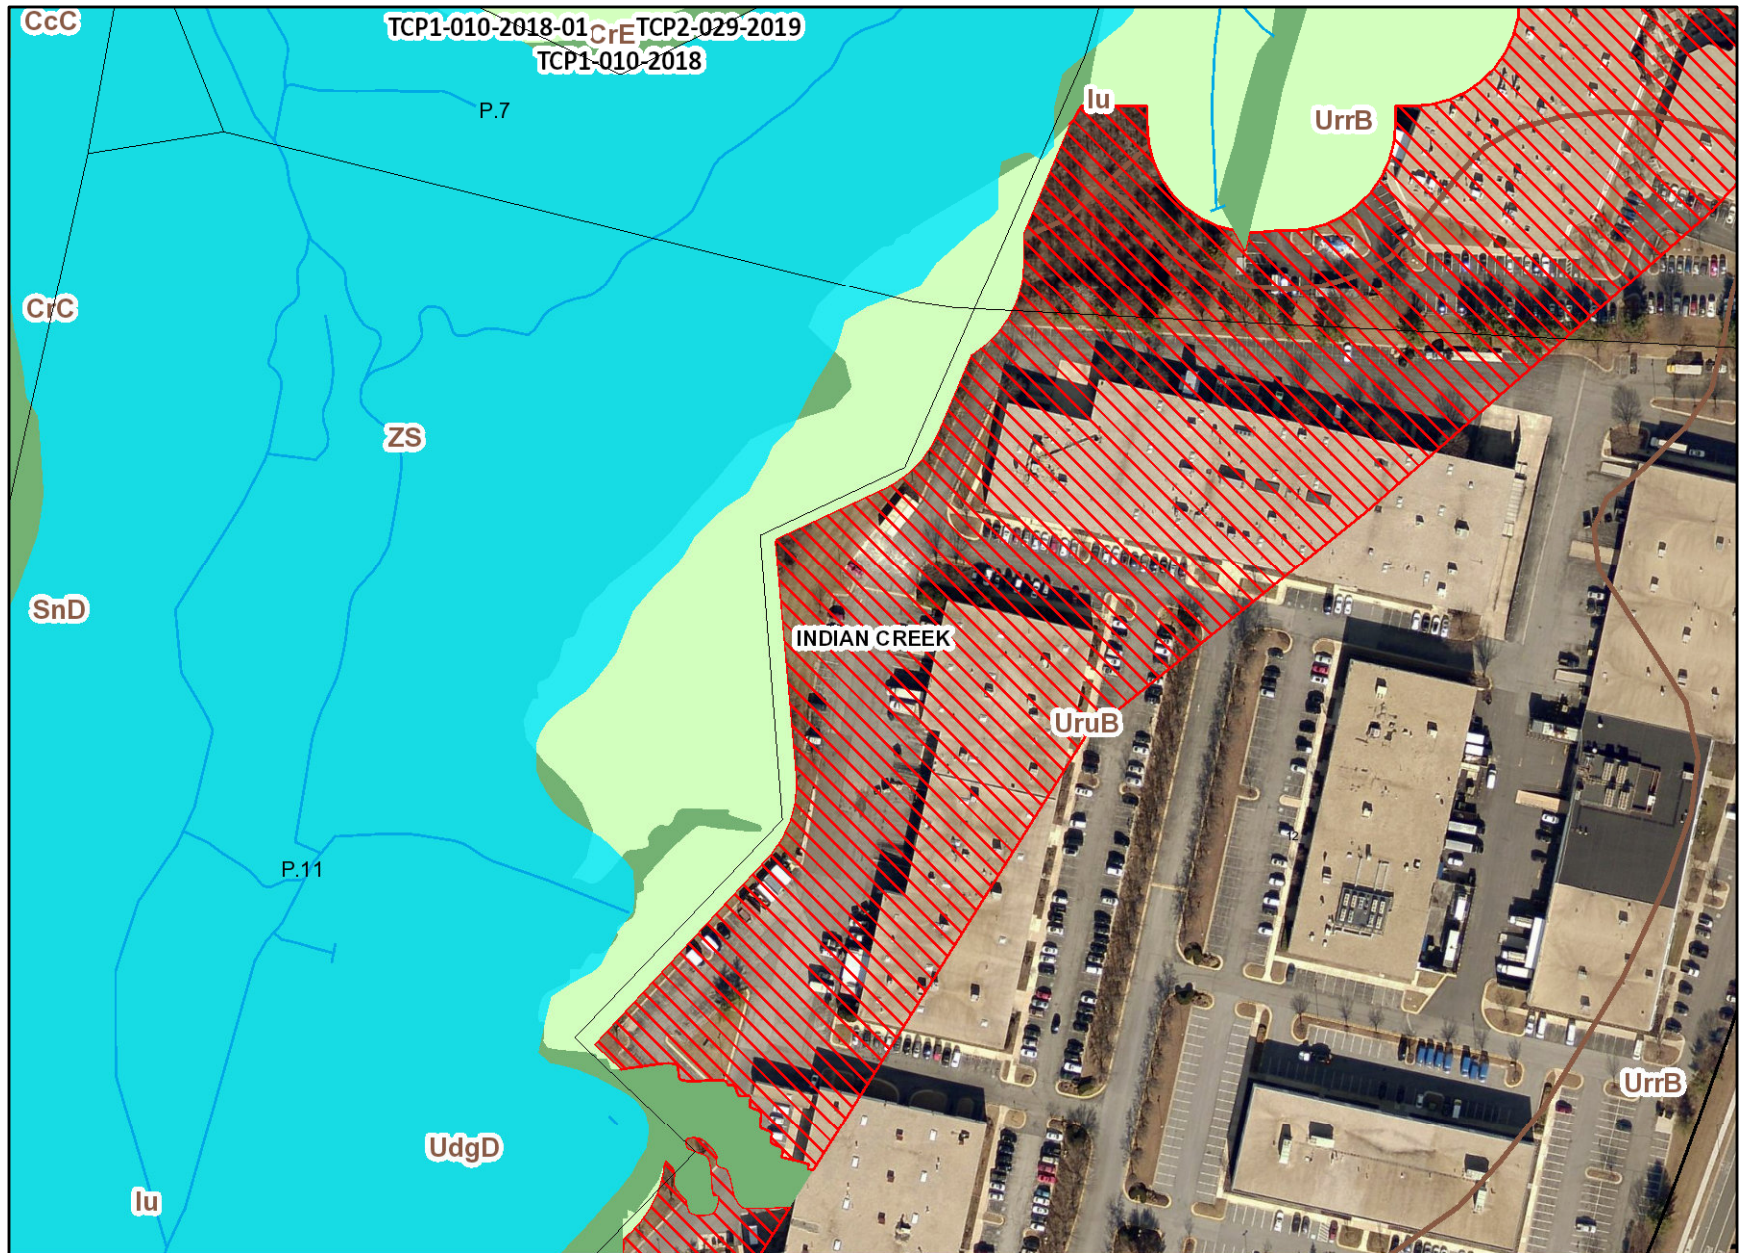 CcC
TCP1-010-2018-01 CrE TCP2-029-2019
TCP1-010-2018
P.7
Iu
UrrB
CrC
ZS
SnD
INDIAN CREEK
UruB
P.11
UrrB
UdgD
Iu